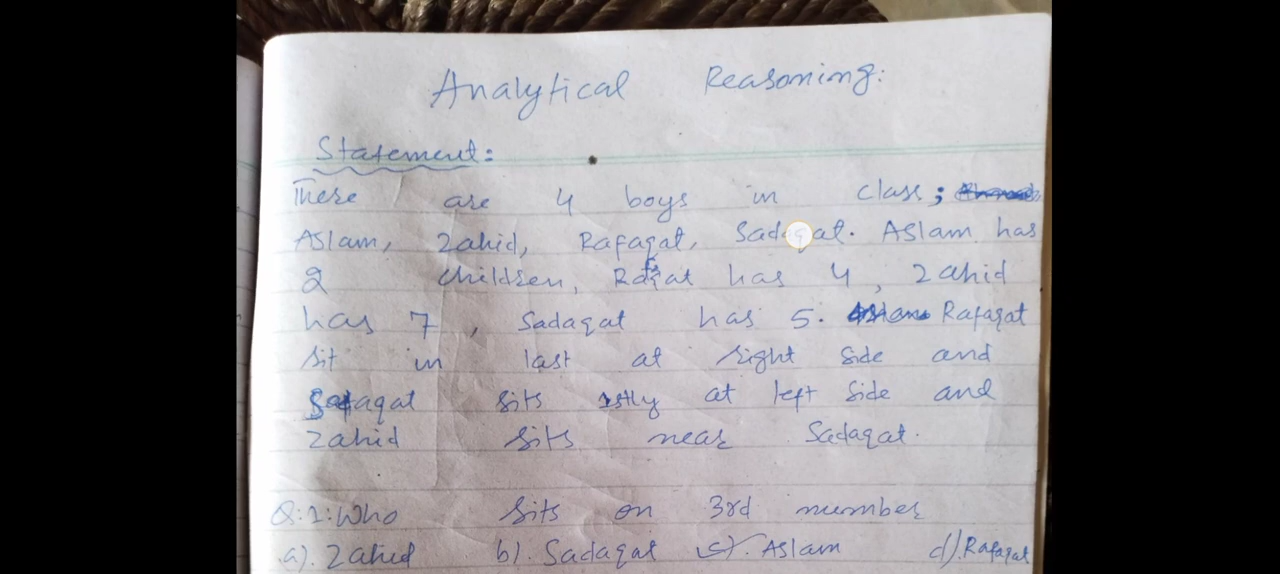 Analytical Reasoning:
Statement:
There are 4 boys in class;
Aslam, Zahid, Rafaqat, Sadaqat. Aslam has
2 children, Rafat has 4, Zahid
has 7, Sadaqat has 5. Rafaqat
sit in last at right side and
Sadaqat sits 1stly at left side and
Zahid sits near Sadaqat.
Q:1: Who sits on 3rd number
a). Zahid b). Sadaqat c). Aslam d). Rafaqat